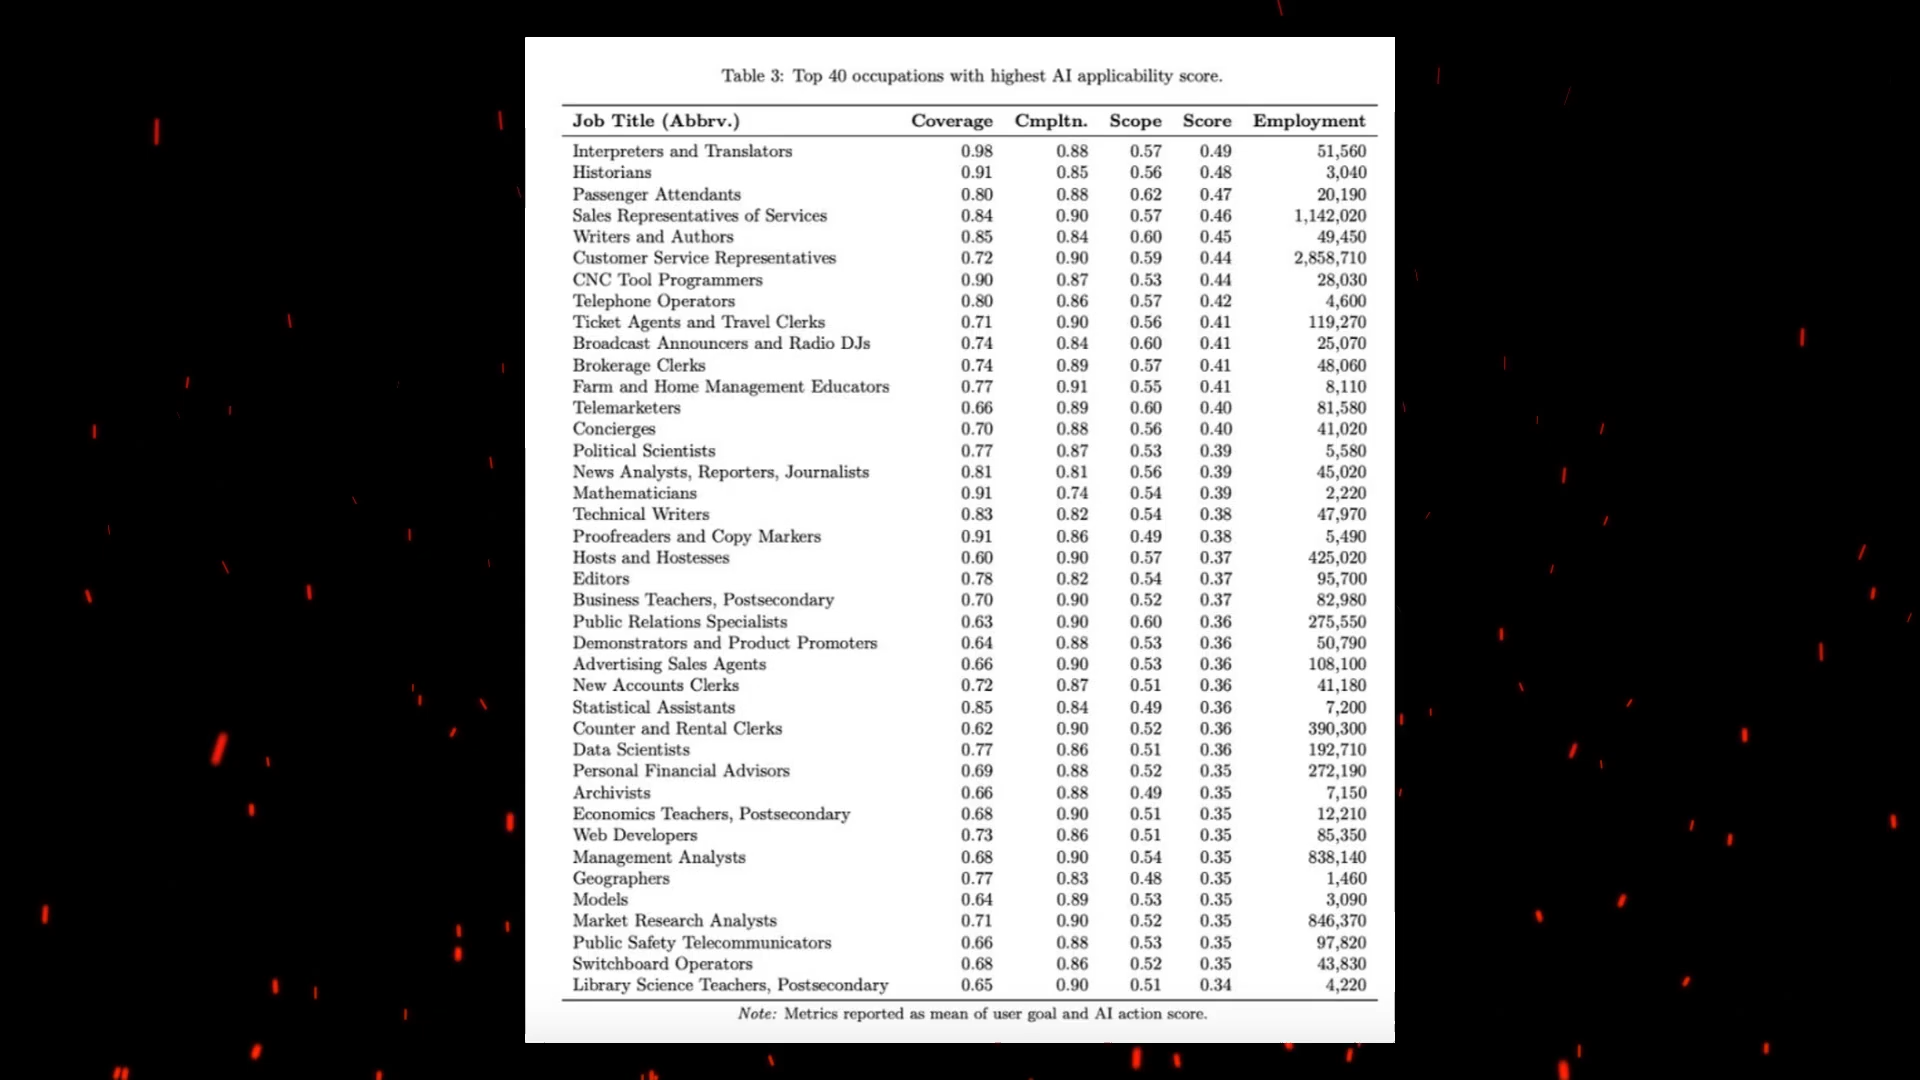 Table 3: Top 40 occupations with highest AI applicability score.
Job Title (Abbrv.) Coverage Cmpltn. Scope Score Employment
Interpreters and Translators 0.98 0.88 0.57 0.49 51,560
Historians 0.91 0.85 0.56 0.48 3,040
Passenger Attendants 0.80 0.88 0.62 0.47 20,190
Sales Representatives of Services 0.84 0.90 0.57 0.46 1,142,020
Writers and Authors 0.85 0.84 0.60 0.45 49,450
Customer Service Representatives 0.72 0.90 0.59 0.44 2,858,710
CNC Tool Programmers 0.90 0.87 0.53 0.44 28,030
Telephone Operators 0.80 0.86 0.57 0.42 4,600
Ticket Agents and Travel Clerks 0.71 0.90 0.56 0.41 119,270
Broadcast Announcers and Radio DJs 0.74 0.84 0.60 0.41 25,070
Brokerage Clerks 0.74 0.89 0.57 0.41 48,060
Farm and Home Management Educators 0.77 0.91 0.55 0.41 8,110
Telemarketers 0.66 0.89 0.60 0.40 81,580
Concierges 0.70 0.88 0.56 0.40 41,020
Political Scientists 0.77 0.87 0.53 0.39 5,580
News Analysts, Reporters, Journalists 0.81 0.81 0.56 0.39 45,020
Mathematicians 0.91 0.74 0.54 0.39 2,220
Technical Writers 0.83 0.82 0.54 0.38 47,970
Proofreaders and Copy Markers 0.91 0.86 0.49 0.38 5,490
Hosts and Hostesses 0.60 0.90 0.57 0.37 425,020
Editors 0.78 0.82 0.54 0.37 95,700
Business Teachers, Postsecondary 0.70 0.90 0.52 0.37 82,980
Public Relations Specialists 0.63 0.90 0.60 0.36 275,550
Demonstrators and Product Promoters 0.64 0.88 0.53 0.36 50,790
Advertising Sales Agents 0.66 0.90 0.53 0.36 108,100
New Accounts Clerks 0.72 0.87 0.51 0.36 41,180
Statistical Assistants 0.85 0.84 0.49 0.36 7,200
Counter and Rental Clerks 0.62 0.90 0.52 0.36 390,300
Data Scientists 0.77 0.86 0.51 0.36 192,710
Personal Financial Advisors 0.69 0.88 0.52 0.35 272,190
Archivists 0.66 0.88 0.49 0.35 7,150
Economics Teachers, Postsecondary 0.68 0.90 0.51 0.35 12,210
Web Developers 0.73 0.86 0.51 0.35 85,350
Management Analysts 0.68 0.90 0.54 0.35 838,140
Geographers 0.77 0.83 0.48 0.35 1,460
Models 0.64 0.89 0.53 0.35 3,090
Market Research Analysts 0.71 0.90 0.52 0.35 846,370
Public Safety Telecommunicators 0.66 0.88 0.53 0.35 97,820
Switchboard Operators 0.68 0.86 0.52 0.35 43,830
Library Science Teachers, Postsecondary 0.65 0.90 0.51 0.34 4,220
Note: Metrics reported as mean of user goal and AI action score.